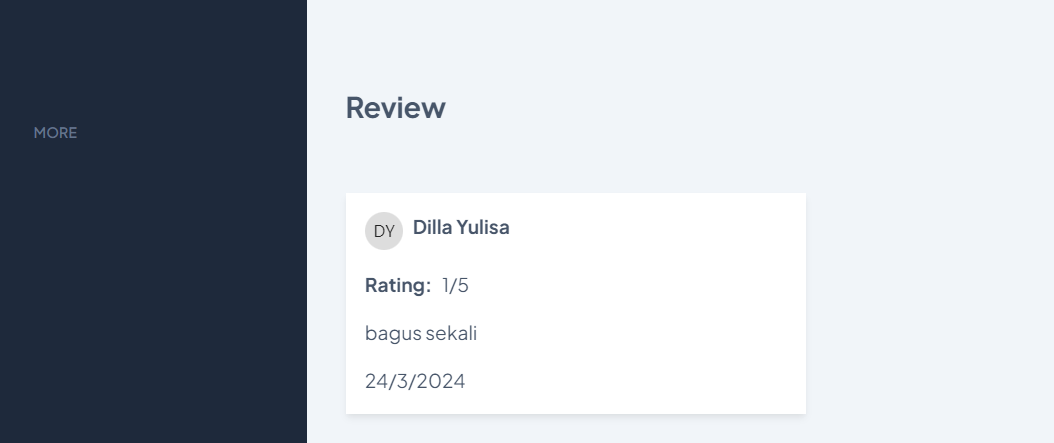 MORE
Review
DY Dilla Yulisa
Rating: 1/5
bagus sekali
24/3/2024